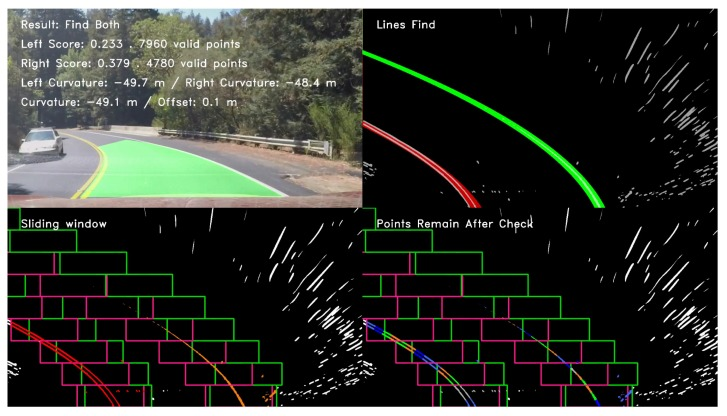 Result: Find Both
Left Score: 0.233 . 7960 valid points
Right Score: 0.379 . 4780 valid points
Left Curvature: -49.7 m / Right Curvature: -48.4 m
Curvature: -49.1 m / Offset: 0.1 m
Lines Find
Sliding window
Points Remain After Check